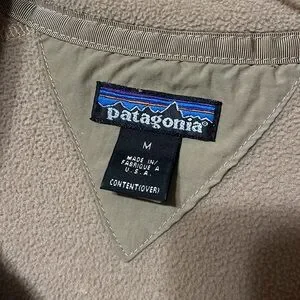 patagonia®
M
MADE IN/
FABRIQUE A
U.S.A.
CONTENT(OVER)